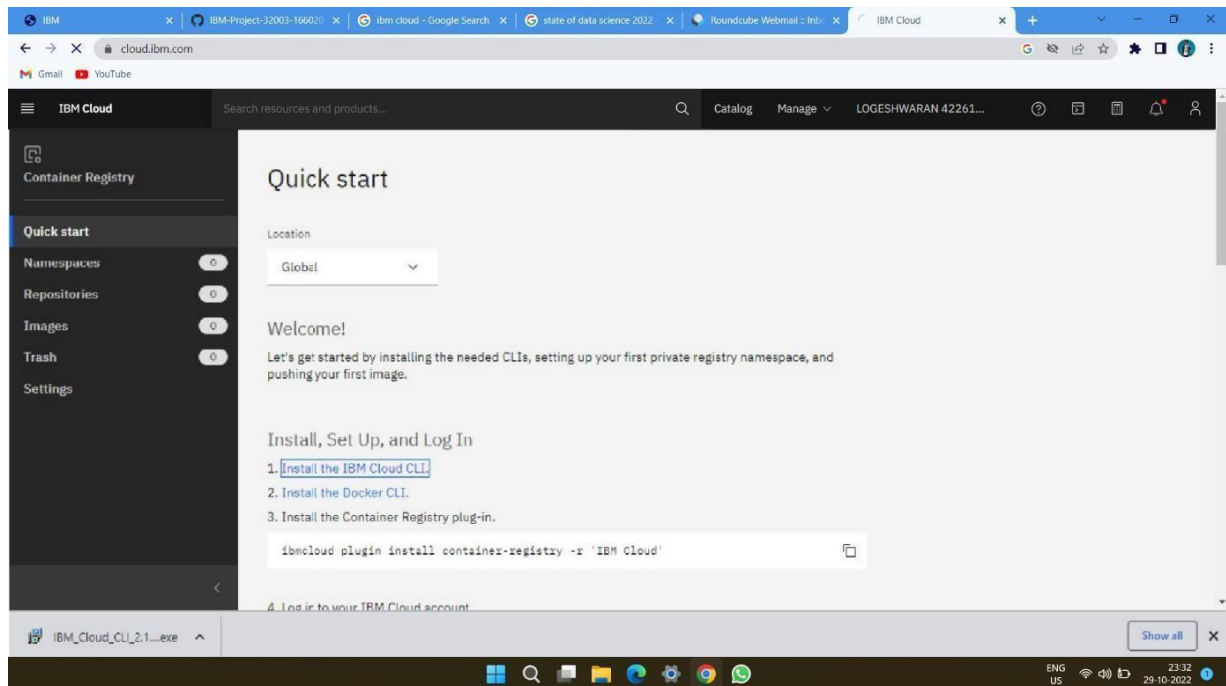 IBM
IBM-Project-32003-166020
ibm cloud - Google Search
state of data science 2022 -
Roundcube Webmail :: Inbo
IBM Cloud
cloud.ibm.com
Gmail
YouTube
IBM Cloud
Search resources and products...
Catalog
Manage
LOGESHWARAN 42261...
Container Registry
Quick start
Namespaces 0
Repositories 0
Images 0
Trash 0
Settings
Quick start
Location
Global
Welcome!
Let's get started by installing the needed CLIs, setting up your first private registry namespace, and
pushing your first image.
Install, Set Up, and Log In
1. Install the IBM Cloud CLI.
2. Install the Docker CLI.
3. Install the Container Registry plug-in.
ibmcloud plugin install container-registry -r 'IBM Cloud'
4. Log in to your IBM Cloud account
IBM_Cloud_CLI_2.1....exe
Show all
ENG
US
23:32
29-10-2022
1